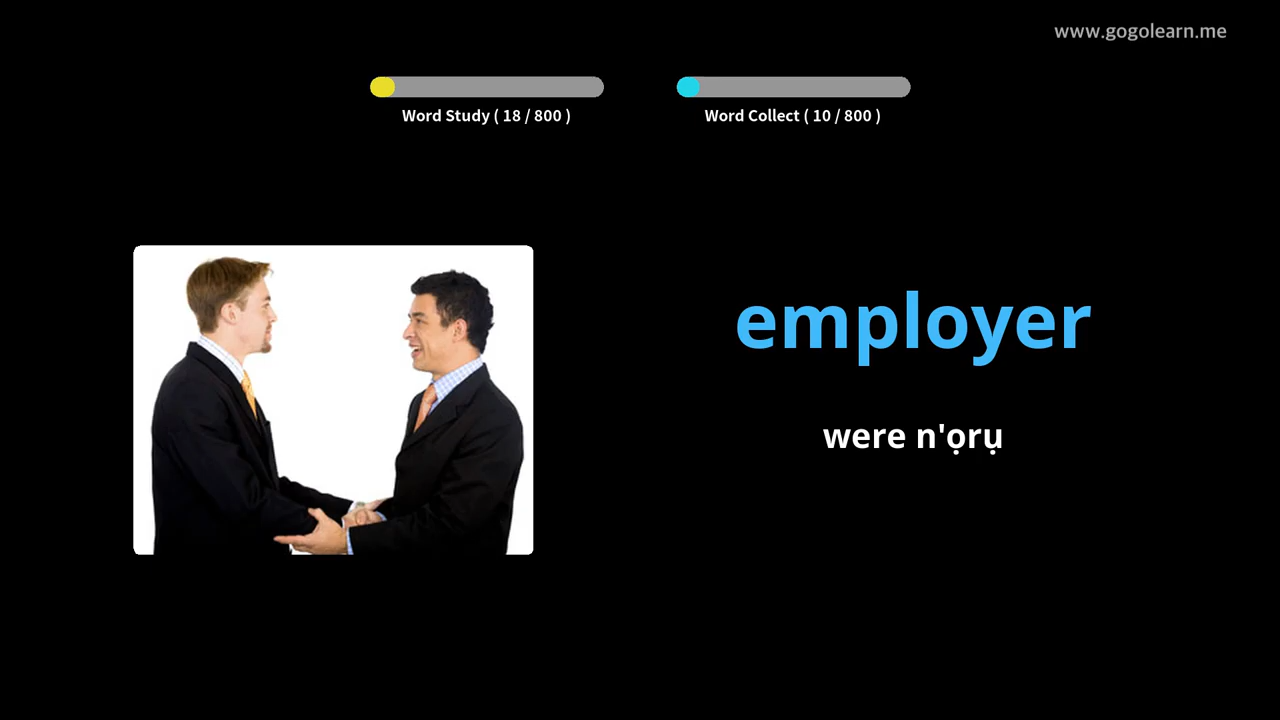 www.gogolearn.me
Word Study ( 18 / 800 )
Word Collect ( 10 / 800 )
employer
were n'ọrụ